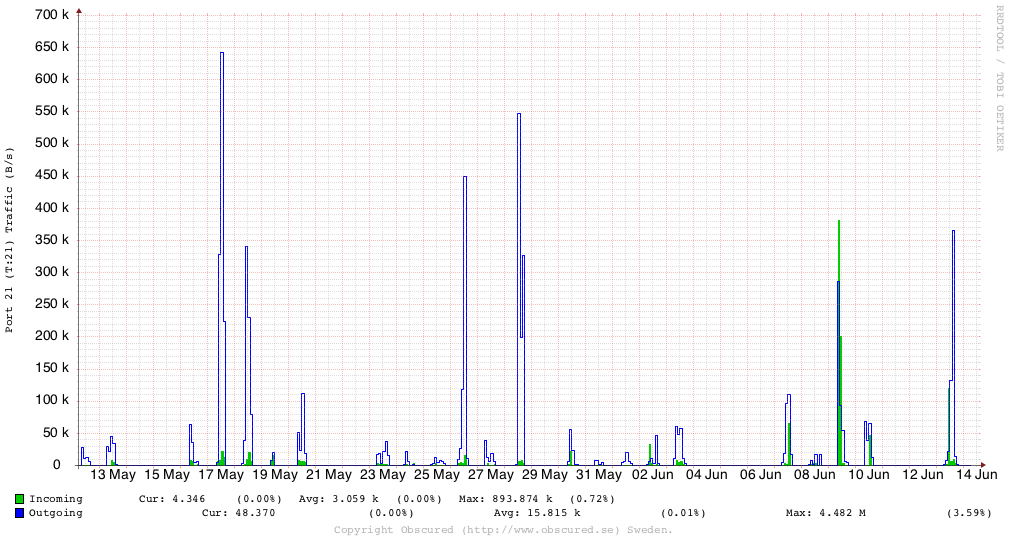 700 k
650 k
600 k
550 k
500 k
450 k
400 k
350 k
300 k
250 k
200 k
150 k
100 k
50 k
0
Port 21 (T:21) Traffic (B/s)
RRDTOOL / TOBI OETIKER
13 May 15 May 17 May 19 May 21 May 23 May 25 May 27 May 29 May 31 May 02 Jun 04 Jun 06 Jun 08 Jun 10 Jun 12 Jun 14 Jun
Incoming Cur: 4.346 (0.00%) Avg: 3.059 k (0.00%) Max: 893.874 k (0.72%)
Outgoing Cur: 48.370 (0.00%) Avg: 15.815 k (0.01%) Max: 4.482 M (3.59%)
Copyright Obscured (http://www.obscured.se) Sweden.